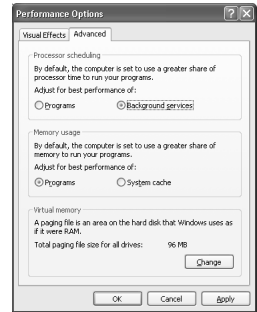 Performance Options
Visual Effects Advanced
Processor scheduling
By default, the computer is set to use a greater share of
processor time to run your programs.
Adjust for best performance of:
Programs Background services
Memory usage
By default, the computer is set to use a greater share of
memory to run your programs.
Adjust for best performance of:
Programs System cache
Virtual memory
A paging file is an area on the hard disk that Windows uses as
if it were RAM.
Total paging file size for all drives: 96 MB
Change
OK Cancel Apply